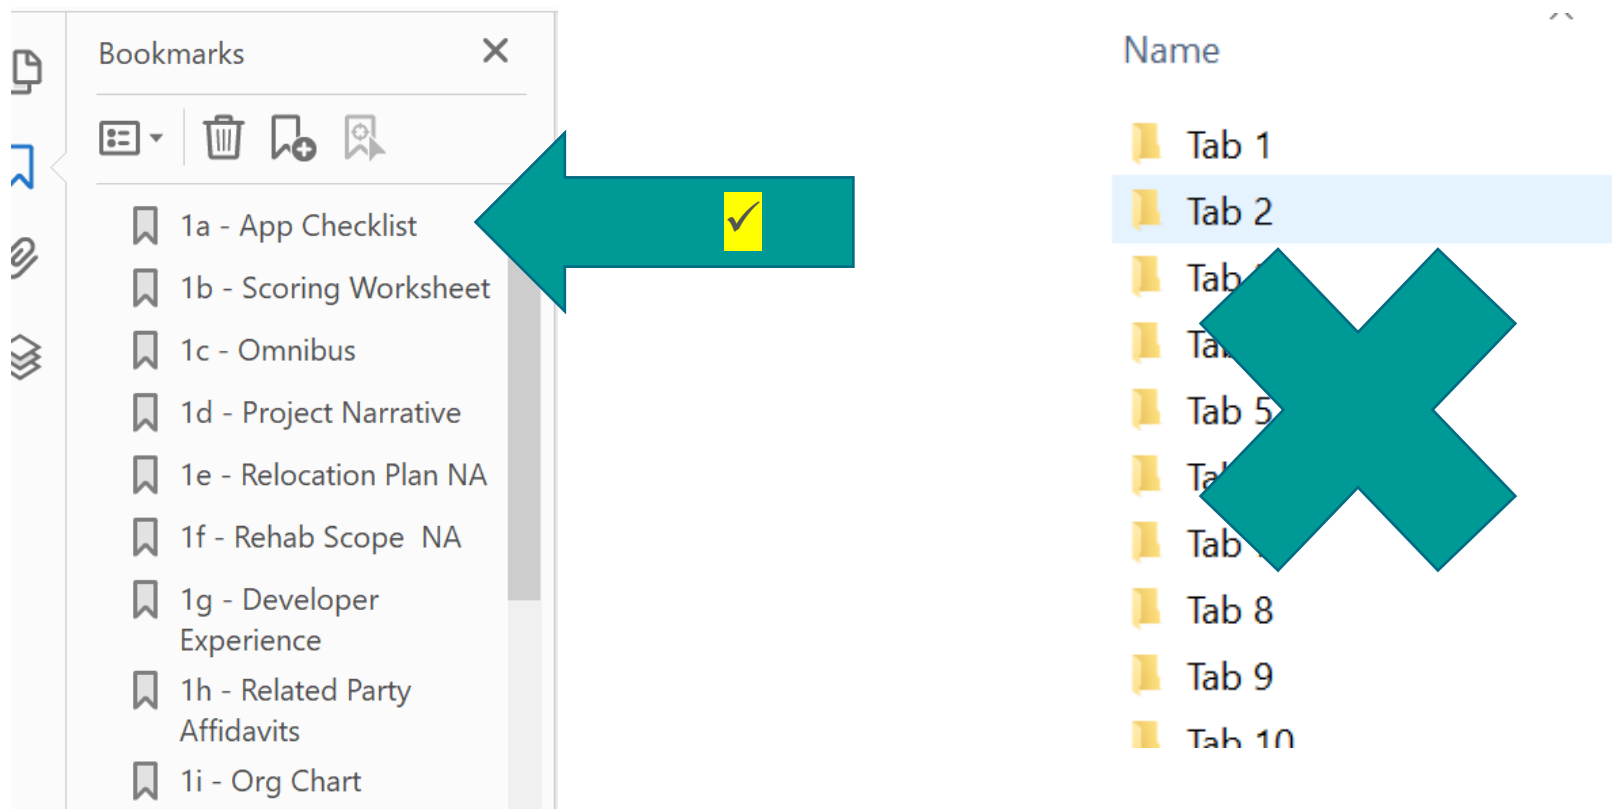 Bookmarks
1a - App Checklist
1b - Scoring Worksheet
1c - Omnibus
1d - Project Narrative
1e - Relocation Plan NA
1f - Rehab Scope  NA
1g - Developer
Experience
1h - Related Party
Affidavits
1i - Org Chart
✓
Name
Tab 1
Tab 2
Tab
Tab 5
Tab
Tab 8
Tab 9
Tab 10